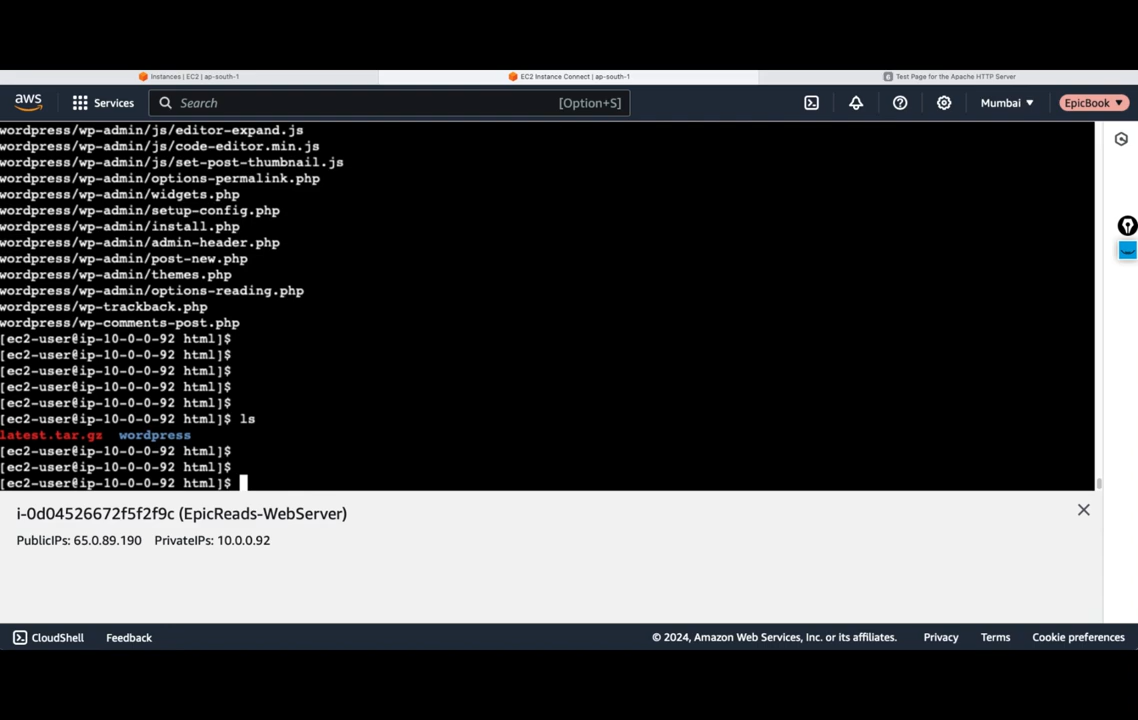 Instances | EC2 | ap-south-1
EC2 Instance Connect | ap-south-1
6 Test Page for the Apache HTTP Server
aws Services Search [Option+S] Mumbai EpicBook
wordpress/wp-admin/js/editor-expand.js
wordpress/wp-admin/js/code-editor.min.js
wordpress/wp-admin/js/set-post-thumbnail.js
wordpress/wp-admin/options-permalink.php
wordpress/wp-admin/widgets.php
wordpress/wp-admin/setup-config.php
wordpress/wp-admin/install.php
wordpress/wp-admin/admin-header.php
wordpress/wp-admin/post-new.php
wordpress/wp-admin/themes.php
wordpress/wp-admin/options-reading.php
wordpress/wp-trackback.php
wordpress/wp-comments-post.php
[ec2-user@ip-10-0-0-92 html]$
[ec2-user@ip-10-0-0-92 html]$
[ec2-user@ip-10-0-0-92 html]$
[ec2-user@ip-10-0-0-92 html]$
[ec2-user@ip-10-0-0-92 html]$
[ec2-user@ip-10-0-0-92 html]$ ls
latest.tar.gz wordpress
[ec2-user@ip-10-0-0-92 html]$
[ec2-user@ip-10-0-0-92 html]$
[ec2-user@ip-10-0-0-92 html]$
i-0d04526672f5f2f9c (EpicReads-WebServer)
PublicIPs: 65.0.89.190 PrivateIPs: 10.0.0.92
CloudShell Feedback © 2024, Amazon Web Services, Inc. or its affiliates. Privacy Terms Cookie preferences